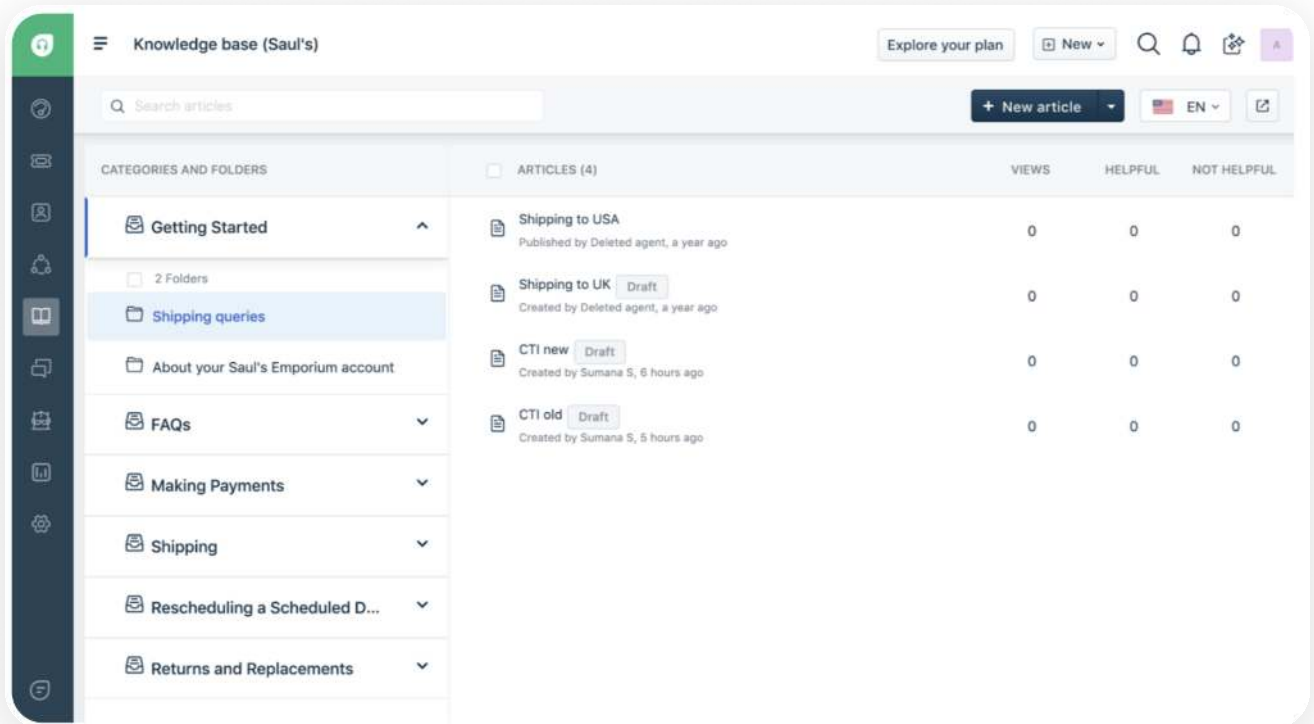 Knowledge base (Saul's)
Explore your plan
New
A
Search articles
+ New article
EN
CATEGORIES AND FOLDERS
ARTICLES (4)
VIEWS
HELPFUL
NOT HELPFUL
Getting Started
2 Folders
Shipping queries
About your Saul's Emporium account
FAQs
Making Payments
Shipping
Rescheduling a Scheduled D...
Returns and Replacements
Shipping to USA
Published by Deleted agent, a year ago
0 0 0
Shipping to UK Draft
Created by Deleted agent, a year ago
0 0 0
CTI new Draft
Created by Sumana S, 6 hours ago
0 0 0
CTI old Draft
Created by Sumana S, 5 hours ago
0 0 0